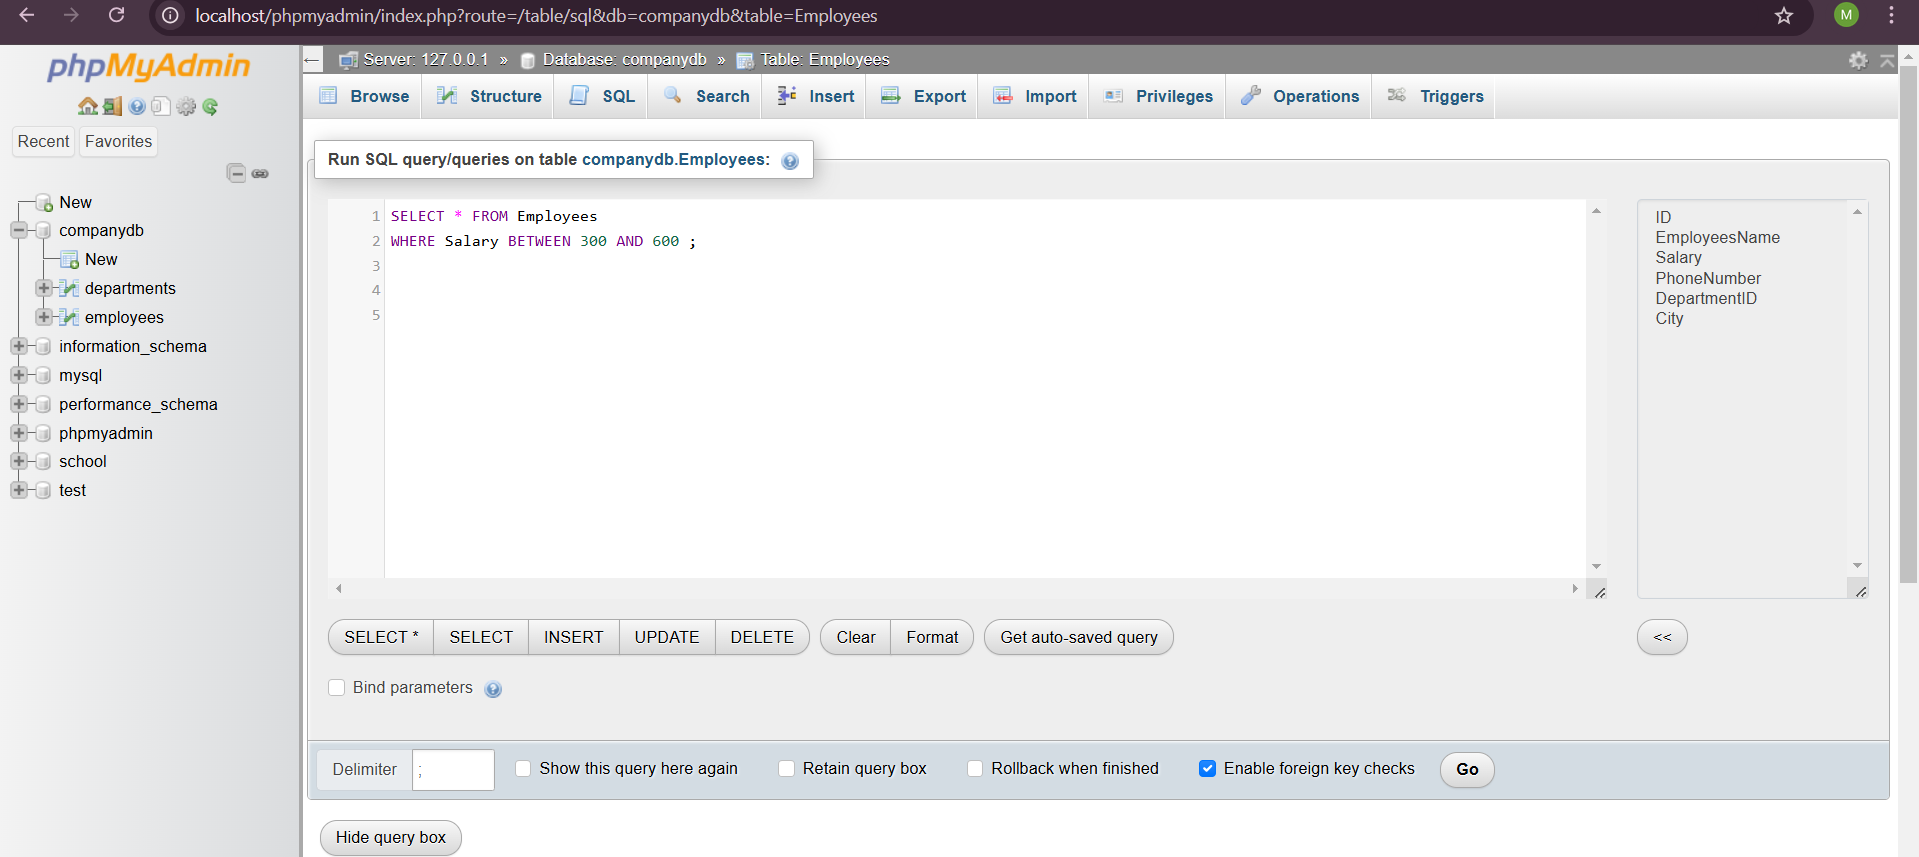 localhost/phpmyadmin/index.php?route=/table/sql&db=companydb&table=Employees
M
phpMyAdmin
Recent
Favorites
New
companydb
New
departments
employees
information_schema
mysql
performance_schema
phpmyadmin
school
test
Server: 127.0.0.1 » Database: companydb » Table: Employees
Browse
Structure
SQL
Search
Insert
Export
Import
Privileges
Operations
Triggers
Run SQL query/queries on table companydb.Employees:
1 SELECT * FROM Employees
2 WHERE Salary BETWEEN 300 AND 600 ;
3
4
5
ID
EmployeesName
Salary
PhoneNumber
DepartmentID
City
SELECT *
SELECT
INSERT
UPDATE
DELETE
Clear
Format
Get auto-saved query
<<
Bind parameters
Delimiter
;
Show this query here again
Retain query box
Rollback when finished
Enable foreign key checks
Go
Hide query box